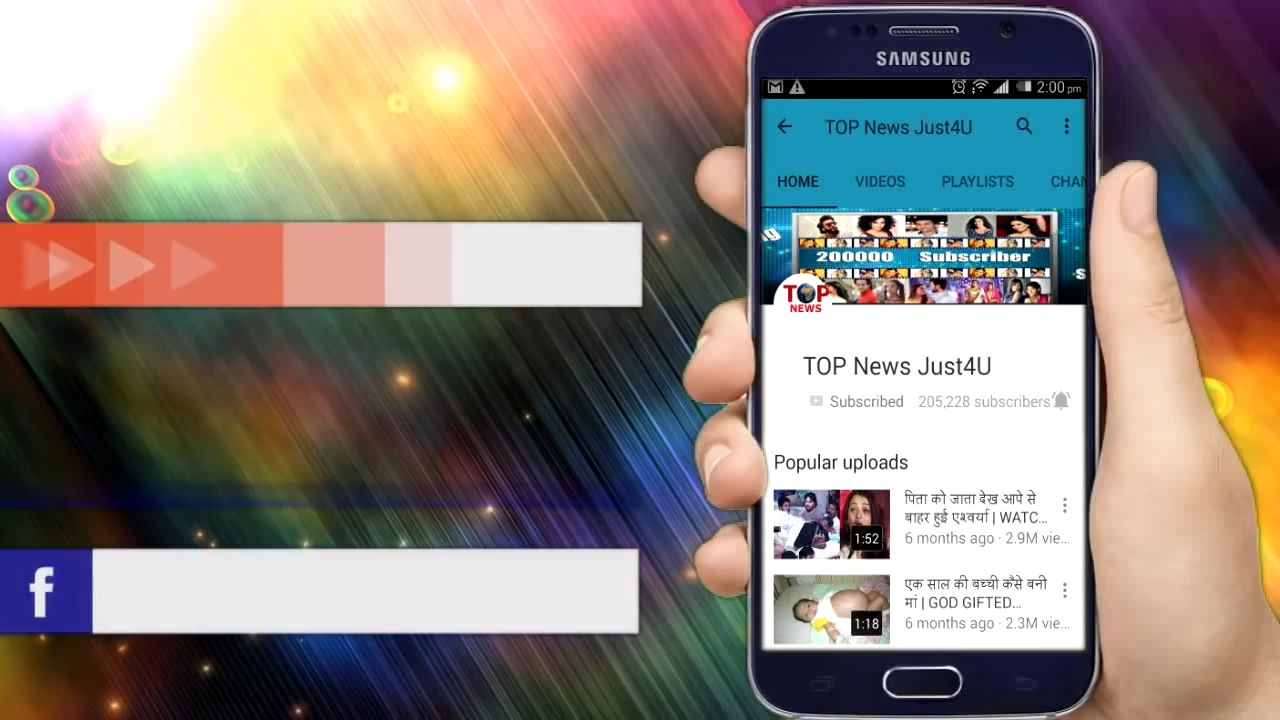 SAMSUNG
2:00 pm
TOP News Just4U
HOME VIDEOS PLAYLISTS CHAN
200000 Subscriber
TOP
NEWS
TOP News Just4U
Subscribed 205,228 subscribers
Popular uploads
पिता को जाता देख आपे से
बाहर हुई एश्वर्या | WATC...
6 months ago · 2.9M vie...
1:52
एक साल की बच्ची कैसे बनी
मां | GOD GIFTED...
6 months ago · 2.3M vie...
1:18
f